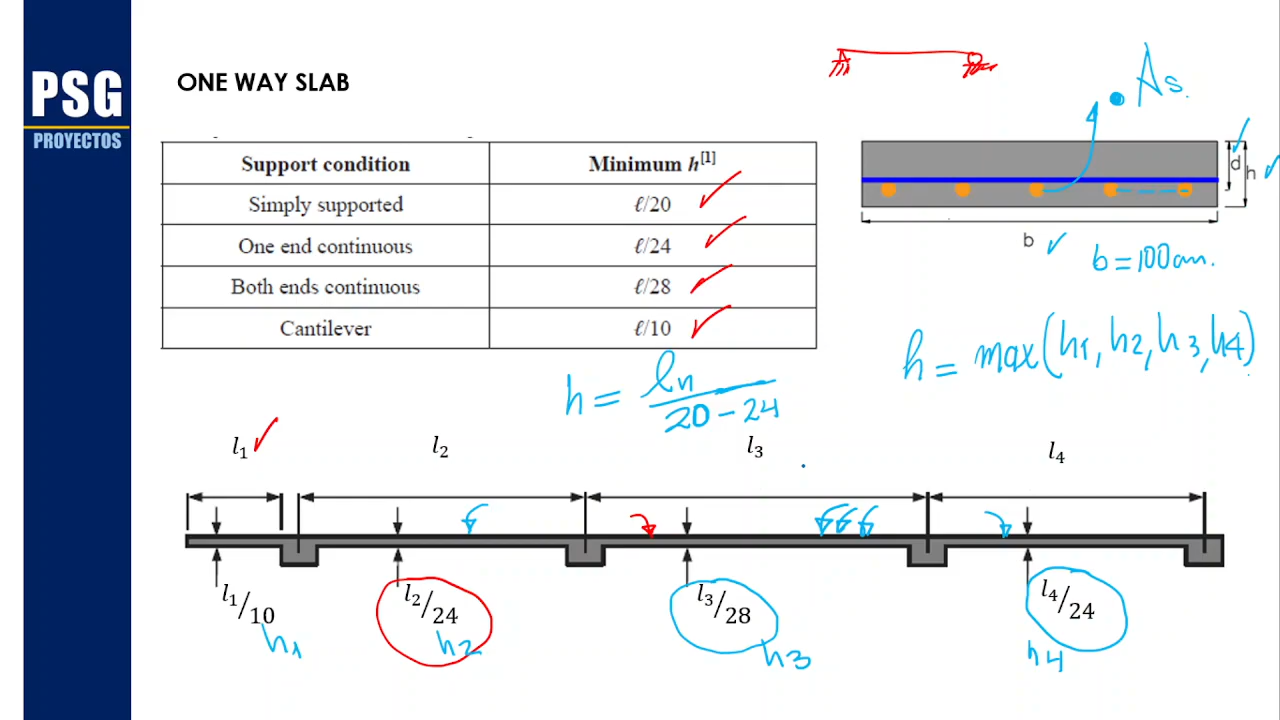 PSG
PROYECTOS
ONE WAY SLAB
Support condition Minimum h[1]
Simply supported ℓ/20
One end continuous ℓ/24
Both ends continuous ℓ/28
Cantilever ℓ/10
As.
d
h
b
b = 100cm.
h = ln / 20 - 24
h = max(h1, h2, h3, h4)
l1 l2 l3 l4
l1/10 l2/24 l3/28 l4/24
h1 h2 h3 h4